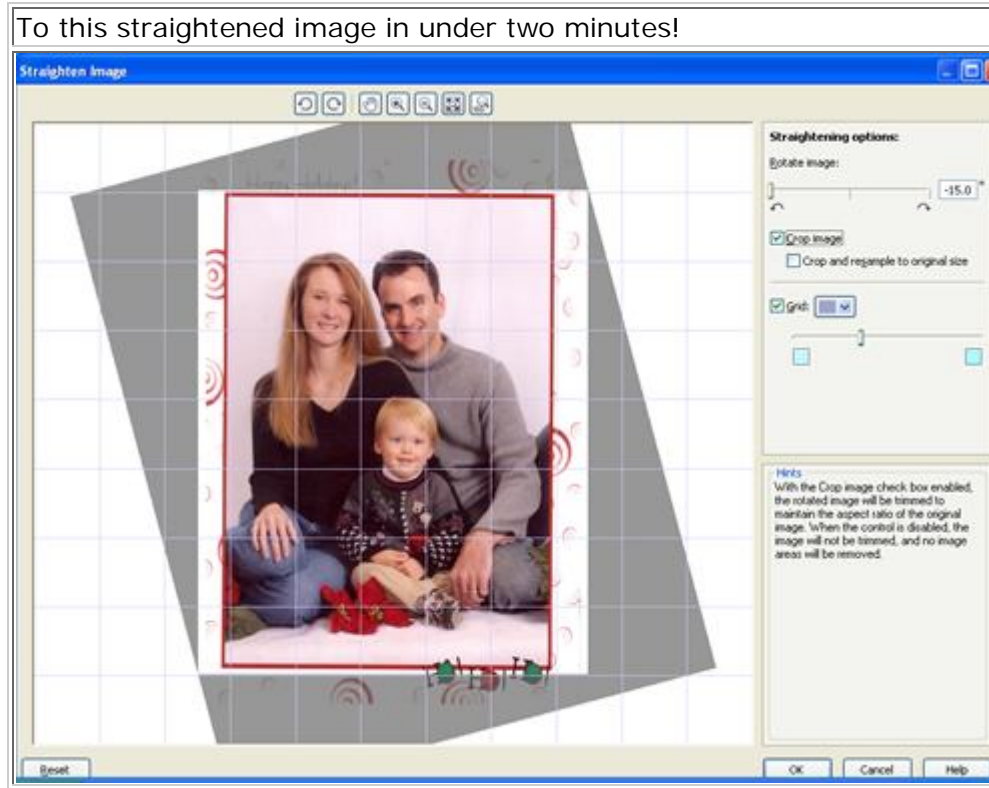 To this straightened image in under two minutes!
Straighten Image
Straightening options:
Rotate image:
-15.0 °
Crop image
Crop and resample to original size
Grid:
Hints
With the Crop image check box enabled,
the rotated image will be trimmed to
maintain the aspect ratio of the original
image. When the control is disabled, the
image will not be trimmed, and no image
areas will be removed.
Reset
OK
Cancel
Help